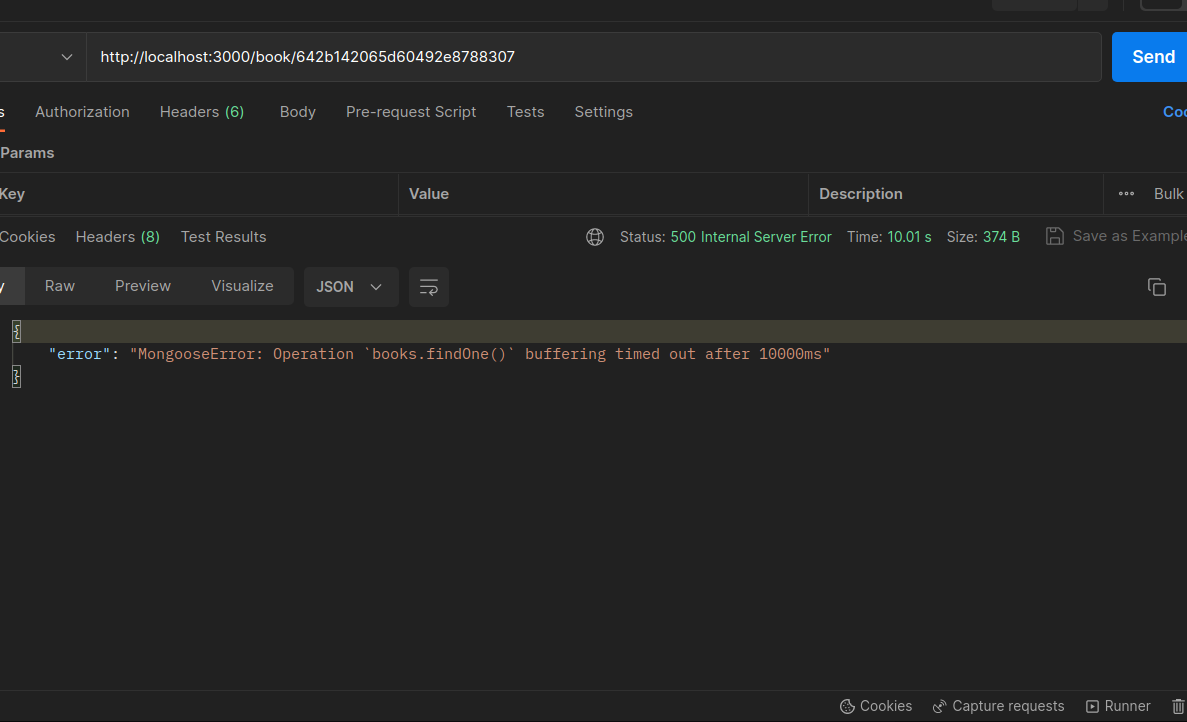 http://localhost:3000/book/642b142065d60492e8788307 Send
s Authorization Headers (6) Body Pre-request Script Tests Settings Coo
Params
Key Value Description Bulk
Cookies Headers (8) Test Results Status: 500 Internal Server Error Time: 10.01 s Size: 374 B Save as Example
y Raw Preview Visualize JSON
{
"error": "MongooseError: Operation `books.findOne()` buffering timed out after 10000ms"
}
Cookies Capture requests Runner